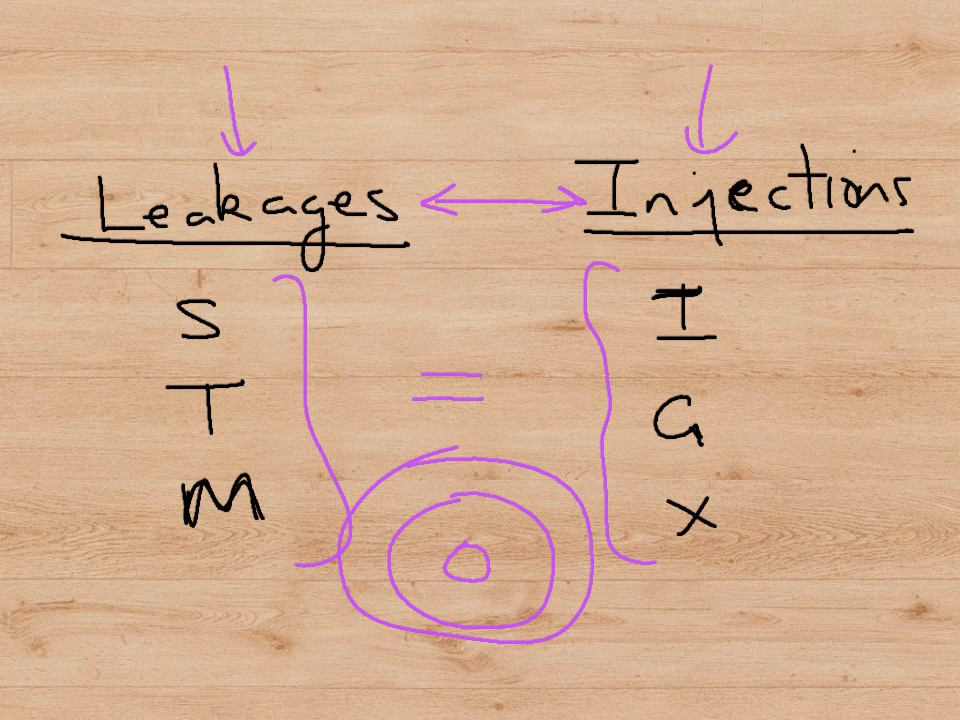 Leakages Injections
S I
T G
M X
=